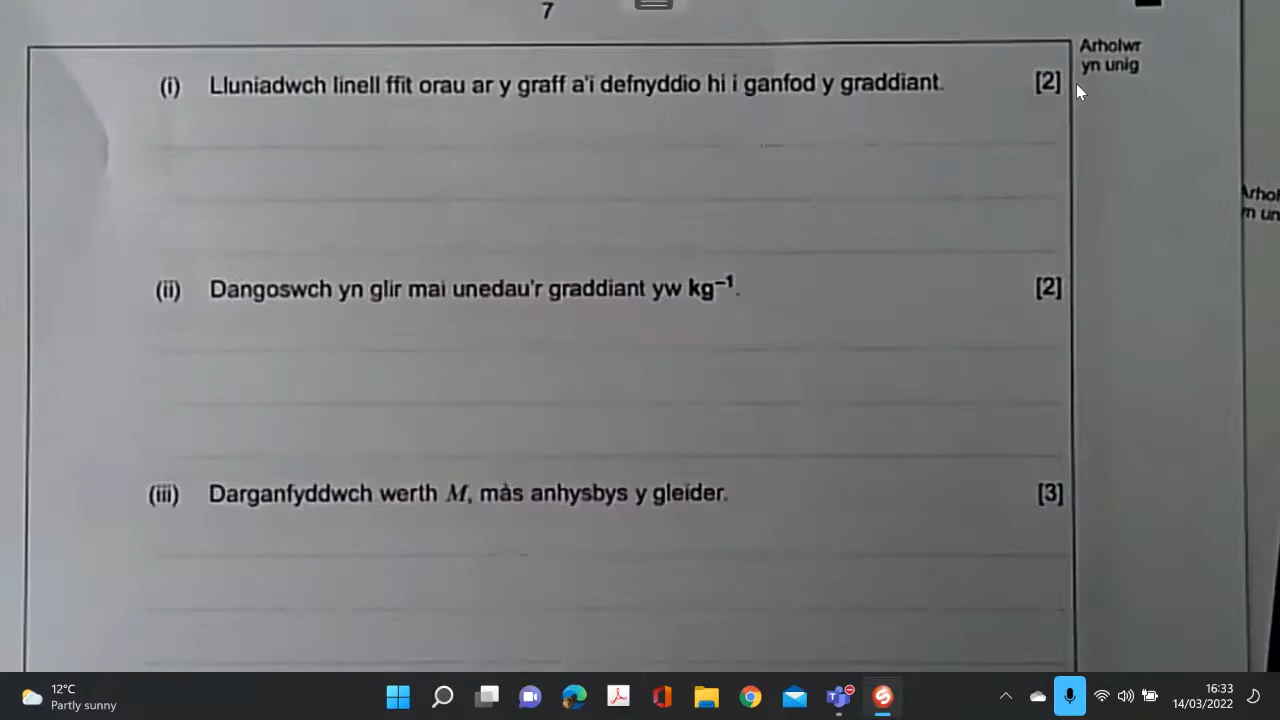 7
Arholwr
yn unig
(i) Lluniadwch linell ffit orau ar y graff a'i defnyddio hi i ganfod y graddiant. [2]
(ii) Dangoswch yn glir mai unedau'r graddiant yw kg⁻¹. [2]
(iii) Darganfyddwch werth M, màs anhysbys y gleider. [3]
12°C
Partly sunny
16:33
14/03/2022